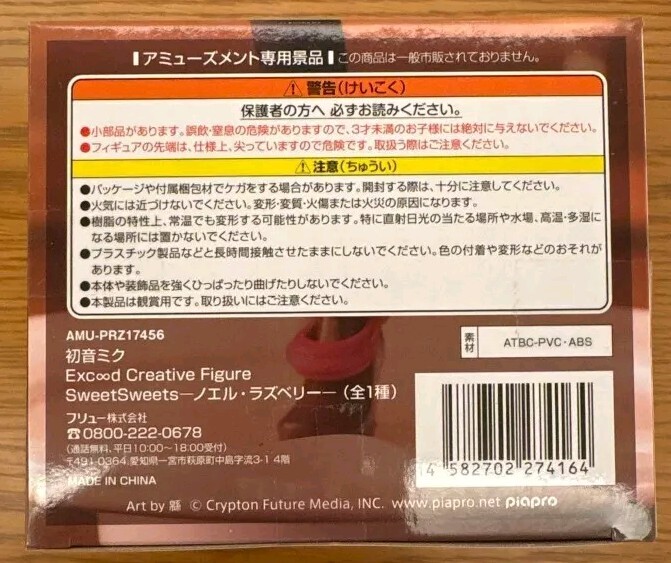 アミューズメント専用景品 この商品は一般市販されておりません。
⚠警告(けいこく)
保護者の方へ 必ずお読みください。
●小部品があります。誤飲・窒息の危険がありますので、3才未満のお子様には絶対に与えないでください。
●フィギュアの先端は、仕様上、尖っていますので危険です。取扱う際はご注意ください。
⚠注意(ちゅうい)
●パッケージや付属梱包材でケガをする場合があります。開封する際は、十分に注意してください。
●火気には近づけないでください。変形・変質・火傷または火災の原因になります。
●樹脂の特性上、常温でも変形する可能性があります。特に直射日光の当たる場所や水場、高温・多湿に
なる場所には置かないでください。
●プラスチック製品などと長時間接触させたままにしないでください。色の付着や変形などのおそれが
あります。
●本体や装飾品を強くひっぱったり曲げたりしないでください。
●本製品は観賞用です。取り扱いにはご注意ください。
AMU-PRZ17456
初音ミク
Exc∞d Creative Figure
SweetSweets―ノエル・ラズベリー―(全1種)
素材 ATBC-PVC・ABS
フリュー株式会社
☎0800-222-0678
(通話無料、平日10:00~18:00受付)
〒491-0364 愛知県一宮市萩原町中島字流3-1 4階
MADE IN CHINA
4 582702 274164
Art by 繇 © Crypton Future Media, INC. www.piapro.net piapro